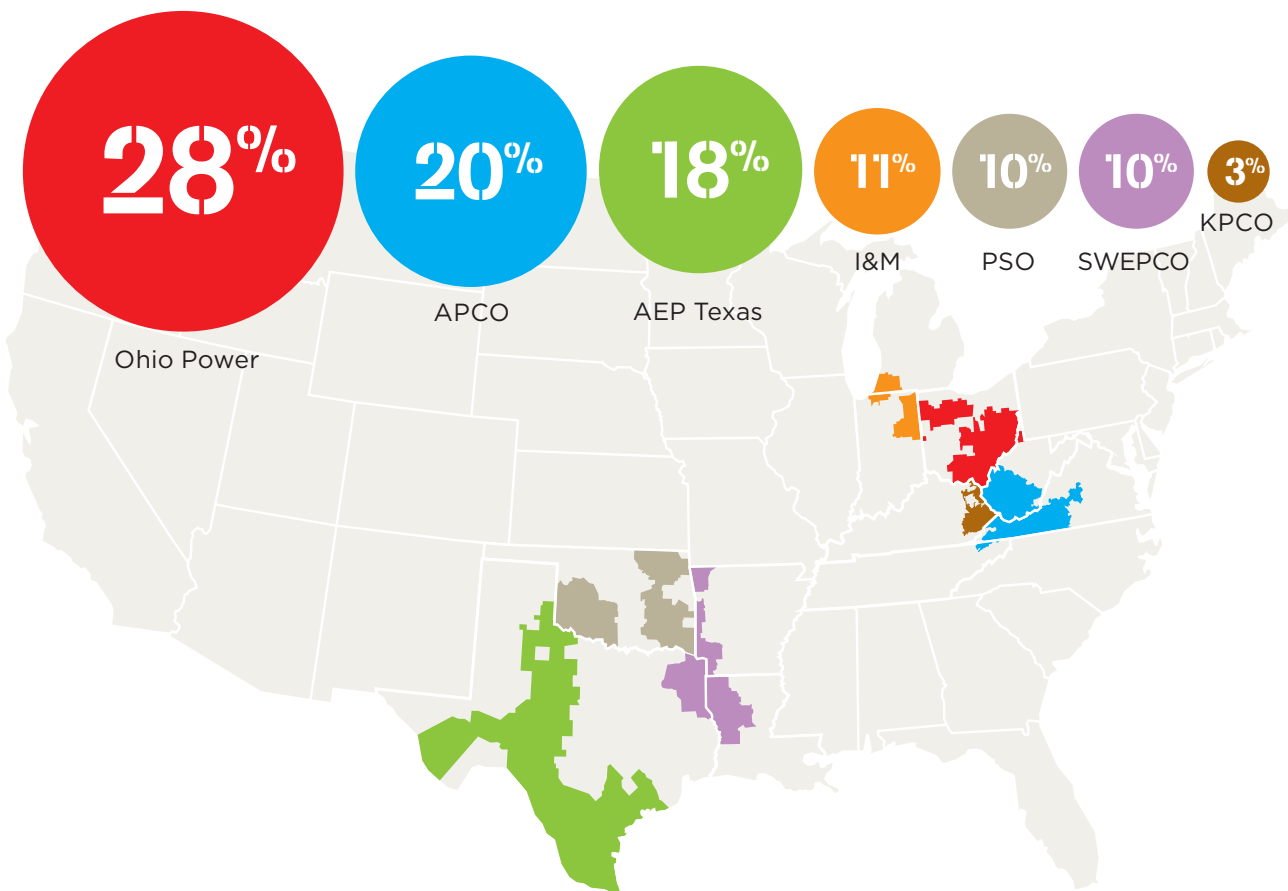 28%
20%
18%
11%
10%
10%
3%
KPCO
I&M
PSO
SWEPCO
APCO
AEP Texas
Ohio Power